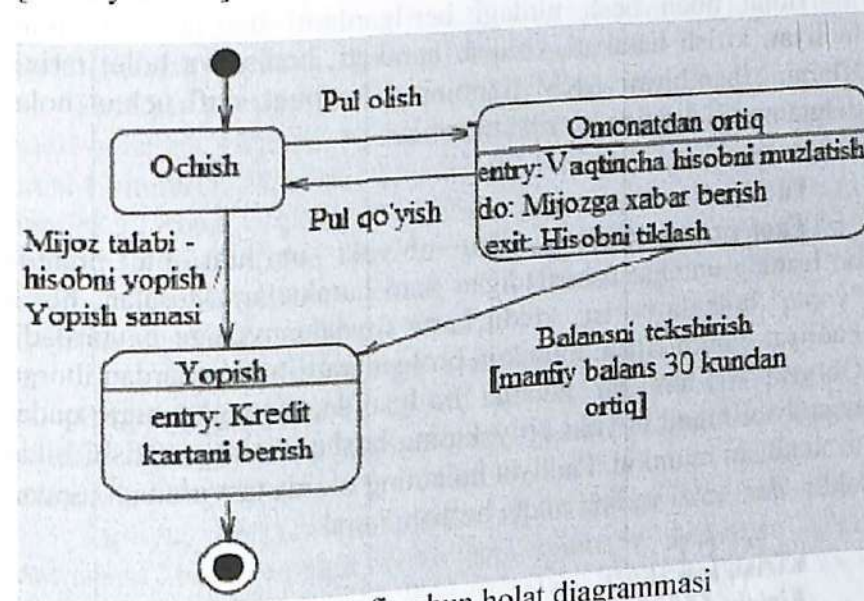 Pul olish
Ochish
Omonatdan ortiq
entry: Vaqtincha hisobni muzlatish
do: Mijozga xabar berish
exit: Hisobni tiklash
Pul qo'yish
Mijoz talabi -
hisobni yopish /
Yopish sanasi
Balansni tekshirish
[manfiy balans 30 kundan
ortiq]
Yopish
entry: Kredit
kartani berish
hun holat diagrammasi